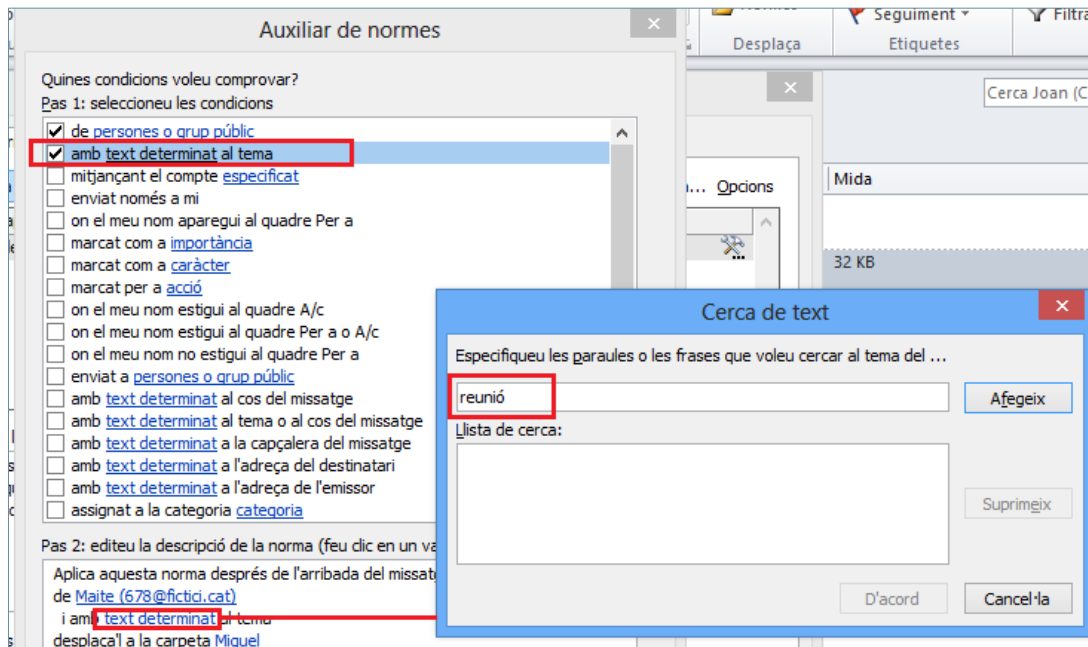 Auxiliar de normes
Quines condicions voleu comprovar?
Pas 1: seleccioneu les condicions
de persones o grup públic
amb text determinat al tema
mitjançant el compte especificat
enviat només a mi
on el meu nom aparegui al quadre Per a
marcat com a importància
marcat com a caràcter
marcat per a acció
on el meu nom estigui al quadre A/c
on el meu nom estigui al quadre Per a o A/c
on el meu nom no estigui al quadre Per a
enviat a persones o grup públic
amb text determinat al cos del missatge
amb text determinat al tema o al cos del missatge
amb text determinat a la capçalera del missatge
amb text determinat a l'adreça del destinatari
amb text determinat a l'adreça de l'emissor
assignat a la categoria categoria
Pas 2: editeu la descripció de la norma (feu clic en un va
Aplica aquesta norma després de l'arribada del missatg
de Maite (678@fictici.cat)
i amb text determinat al tema
desplaça'l a la carpeta Miquel
Seguiment
Filtra
Desplaça
Etiquetes
Cerca Joan (C
... Opcions
Mida
32 KB
Cerca de text
Especifiqueu les paraules o les frases que voleu cercar al tema del ...
reunió
Afegeix
Llista de cerca:
Suprimeix
D'acord
Cancel·la